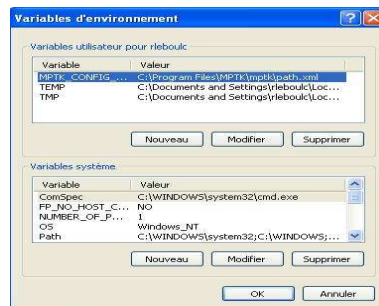 Variables d'environnement
Variables utilisateur pour rleboulc
Variable Valeur
MPTK_CONFIG_... C:\Program Files\MPTK\mptk\path.xml
TEMP C:\Documents and Settings\rleboulc\Loc...
TMP C:\Documents and Settings\rleboulc\Loc...
Nouveau Modifier Supprimer
Variables système
Variable Valeur
ComSpec C:\WINDOWS\system32\cmd.exe
FP_NO_HOST_C... NO
NUMBER_OF_P... 1
OS Windows_NT
Path C:\WINDOWS\system32;C:\WINDOWS;...
Nouveau Modifier Supprimer
OK Annuler